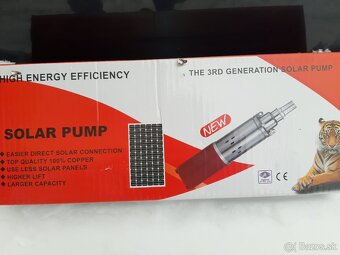 HIGH ENERGY EFFICIENCY
THE 3RD GENERATION SOLAR PUMP
NEW
SOLAR PUMP
EASIER DIRECT SOLAR CONNECTION
TOP QUALITY 100% COPPER
USE LESS SOLAR PANELS
HIGHER LIFT
LARGER CAPACITY
CE
bazos.sk